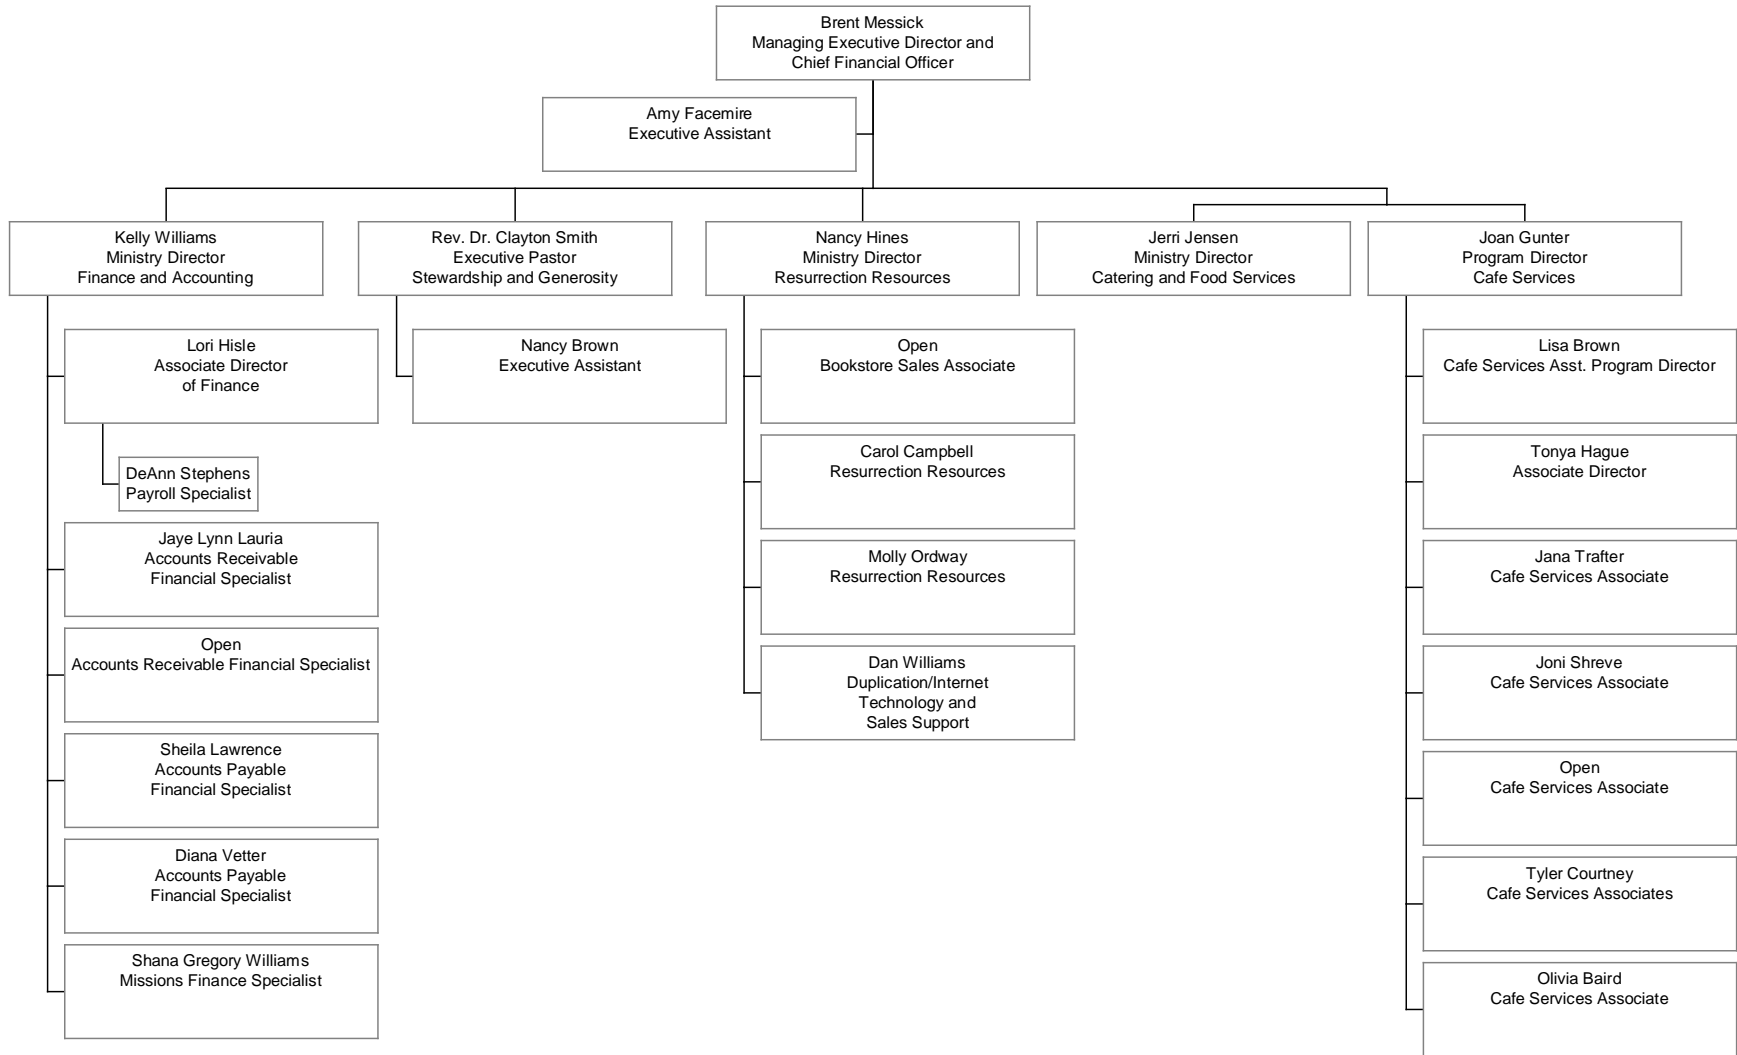 Brent Messick
Managing Executive Director and
Chief Financial Officer
Amy Facemire
Executive Assistant
Kelly Williams
Ministry Director
Finance and Accounting
Rev. Dr. Clayton Smith
Executive Pastor
Stewardship and Generosity
Nancy Hines
Ministry Director
Resurrection Resources
Jerri Jensen
Ministry Director
Catering and Food Services
Joan Gunter
Program Director
Cafe Services
Lori Hisle
Associate Director
of Finance
DeAnn Stephens
Payroll Specialist
Jaye Lynn Lauria
Accounts Receivable
Financial Specialist
Open
Accounts Receivable Financial Specialist
Sheila Lawrence
Accounts Payable
Financial Specialist
Diana Vetter
Accounts Payable
Financial Specialist
Shana Gregory Williams
Missions Finance Specialist
Nancy Brown
Executive Assistant
Open
Bookstore Sales Associate
Carol Campbell
Resurrection Resources
Molly Ordway
Resurrection Resources
Dan Williams
Duplication/Internet
Technology and
Sales Support
Lisa Brown
Cafe Services Asst. Program Director
Tonya Hague
Associate Director
Jana Trafter
Cafe Services Associate
Joni Shreve
Cafe Services Associate
Open
Cafe Services Associate
Tyler Courtney
Cafe Services Associates
Olivia Baird
Cafe Services Associate